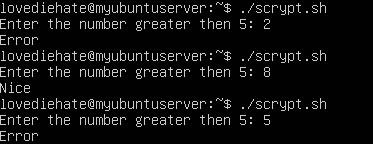 lovediehate@myubuntuserver:~$ ./scrypt.sh
Enter the number greater then 5: 2
Error
lovediehate@myubuntuserver:~$ ./scrypt.sh
Enter the number greater then 5: 8
Nice
lovediehate@myubuntuserver:~$ ./scrypt.sh
Enter the number greater then 5: 5
Error